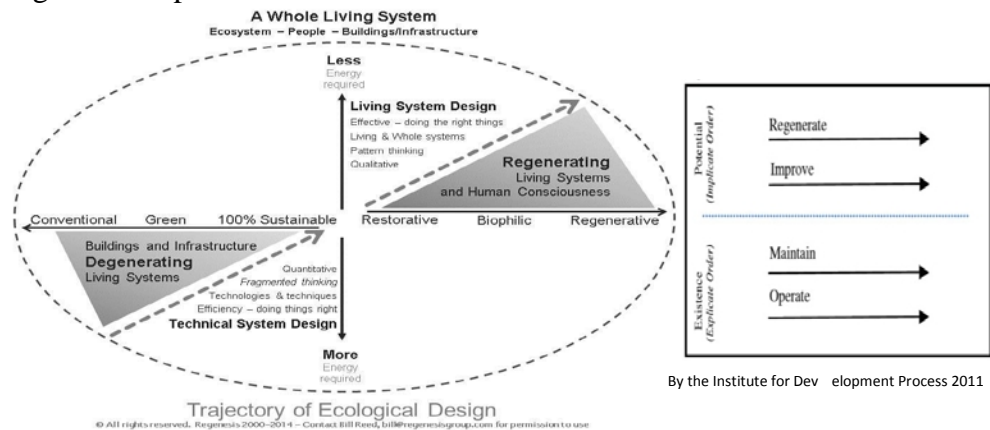 A Whole Living System
Ecosystem – People – Buildings/Infrastructure
Less
Energy
required
Living System Design
Effective – doing the right things
Living & Whole systems
Pattern thinking
Qualitative
Regenerating
Living Systems
and Human Consciousness
Conventional Green 100% Sustainable
Restorative Biophilic Regenerative
Buildings and Infrastructure
Degenerating
Living Systems
Quantitative
Fragmented thinking
Technologies & techniques
Efficiency – doing things right
Technical System Design
More
Energy
required
Trajectory of Ecological Design
© All rights reserved. Regenesis 2000–2014 – Contact Bill Reed, bill@regenesisgroup.com for permission to use
Potential
(Implicate Order)
Regenerate
Improve
Existence
(Explicate Order)
Maintain
Operate
By the Institute for Dev elopment Process 2011